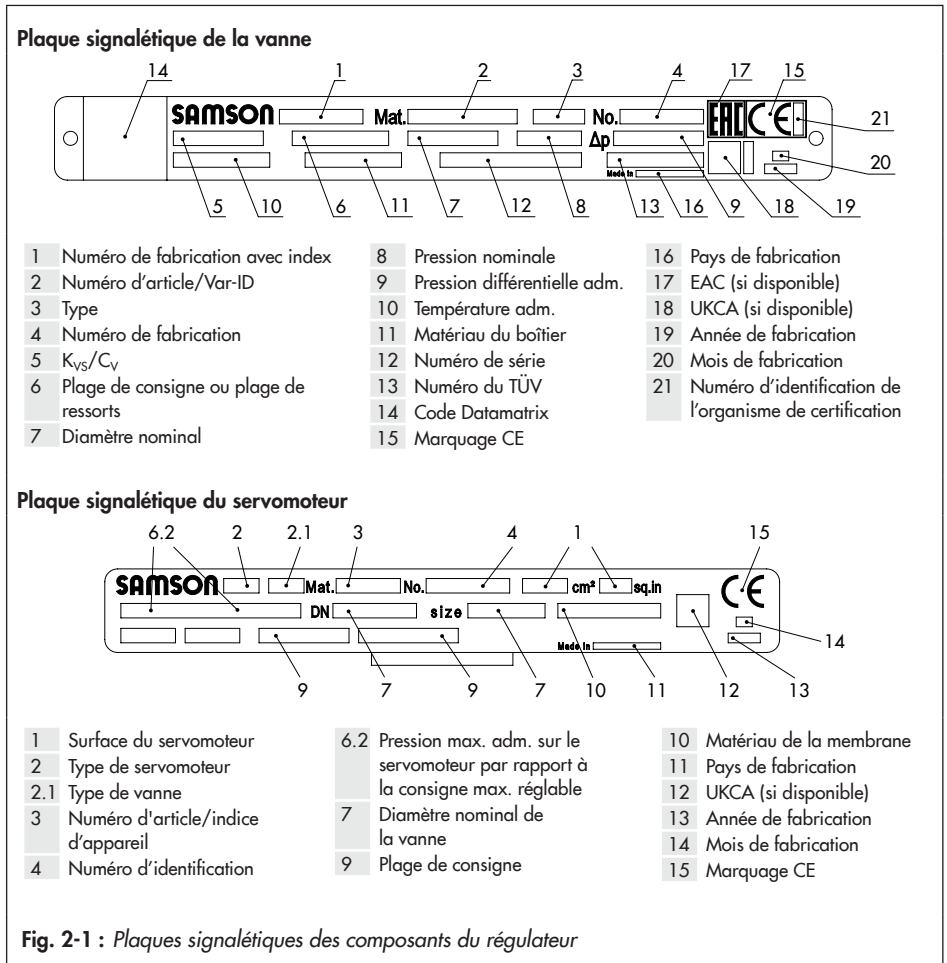 Plaque signalétique de la vanne
14 1 2 3 4 17 15
SAMSON Mat. No. EAC CE 21
Δp
Made in 20
5 10 6 11 7 12 8 13 16 9 18 19
1 Numéro de fabrication avec index
2 Numéro d’article/Var-ID
3 Type
4 Numéro de fabrication
5 KVS/CV
6 Plage de consigne ou plage de
ressorts
7 Diamètre nominal
8 Pression nominale
9 Pression différentielle adm.
10 Température adm.
11 Matériau du boîtier
12 Numéro de série
13 Numéro du TÜV
14 Code Datamatrix
15 Marquage CE
16 Pays de fabrication
17 EAC (si disponible)
18 UKCA (si disponible)
19 Année de fabrication
20 Mois de fabrication
21 Numéro d’identification de
l’organisme de certification
Plaque signalétique du servomoteur
6.2 2 2.1 3 4 1 15
SAMSON Mat. No. cm² sq.in CE
DN size
Made in 14
9 7 9 7 10 11 12 13
1 Surface du servomoteur
2 Type de servomoteur
2.1 Type de vanne
3 Numéro d'article/indice
d’appareil
4 Numéro d’identification
6.2 Pression max. adm. sur le
servomoteur par rapport à
la consigne max. réglable
7 Diamètre nominal de
la vanne
9 Plage de consigne
10 Matériau de la membrane
11 Pays de fabrication
12 UKCA (si disponible)
13 Année de fabrication
14 Mois de fabrication
15 Marquage CE
Fig. 2-1 : Plaques signalétiques des composants du régulateur